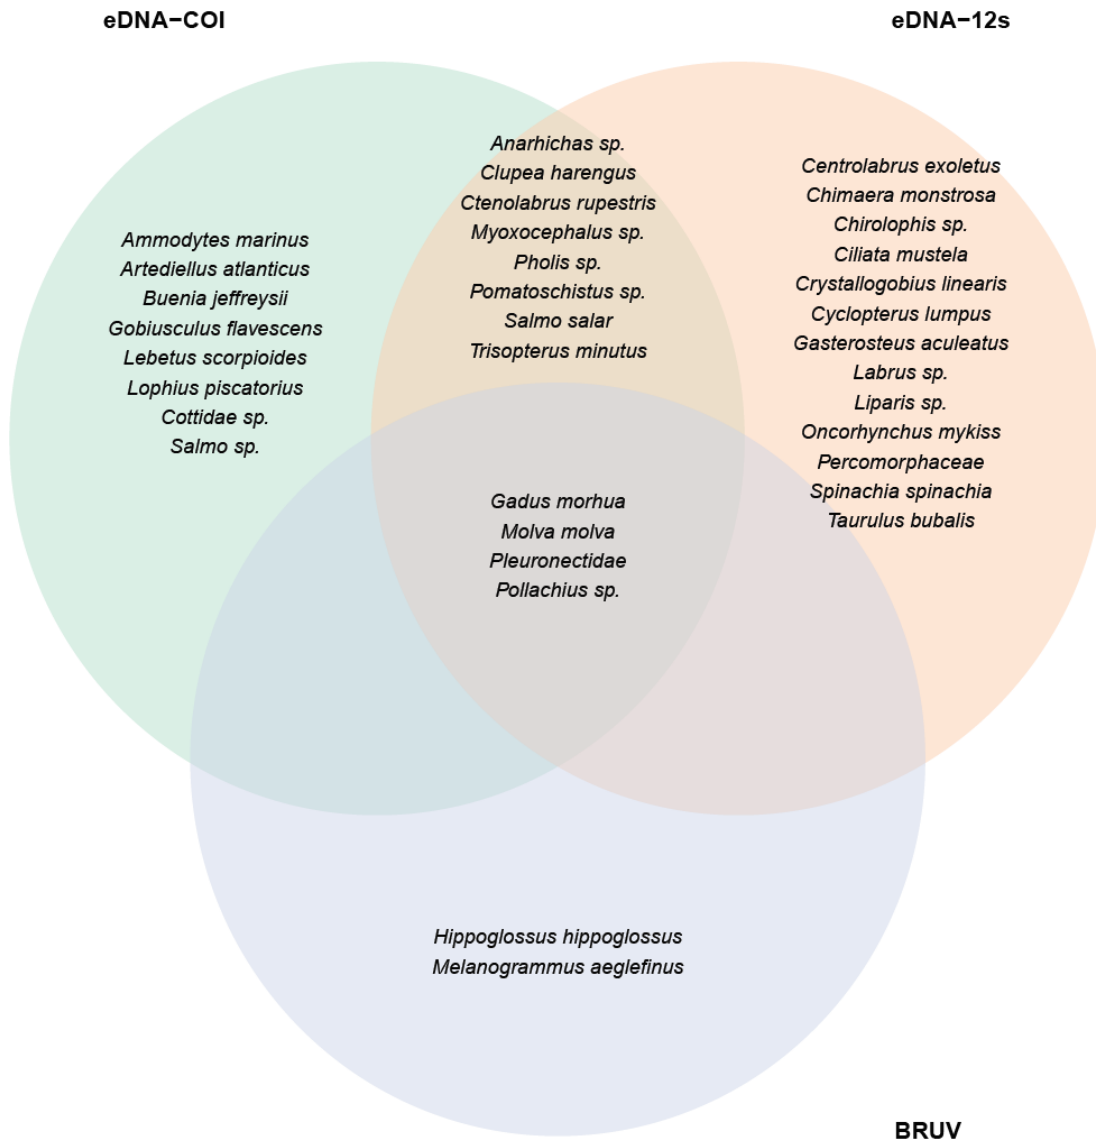 eDNA−COI
eDNA−12s
Anarhichas sp.
Clupea harengus
Ctenolabrus rupestris
Myoxocephalus sp.
Pholis sp.
Pomatoschistus sp.
Salmo salar
Trisopterus minutus
Centrolabrus exoletus
Chimaera monstrosa
Chirolophis sp.
Ciliata mustela
Crystallogobius linearis
Cyclopterus lumpus
Gasterosteus aculeatus
Labrus sp.
Liparis sp.
Oncorhynchus mykiss
Percomorphaceae
Spinachia spinachia
Taurulus bubalis
Ammodytes marinus
Artediellus atlanticus
Buenia jeffreysii
Gobiusculus flavescens
Lebetus scorpioides
Lophius piscatorius
Cottidae sp.
Salmo sp.
Gadus morhua
Molva molva
Pleuronectidae
Pollachius sp.
Hippoglossus hippoglossus
Melanogrammus aeglefinus
BRUV